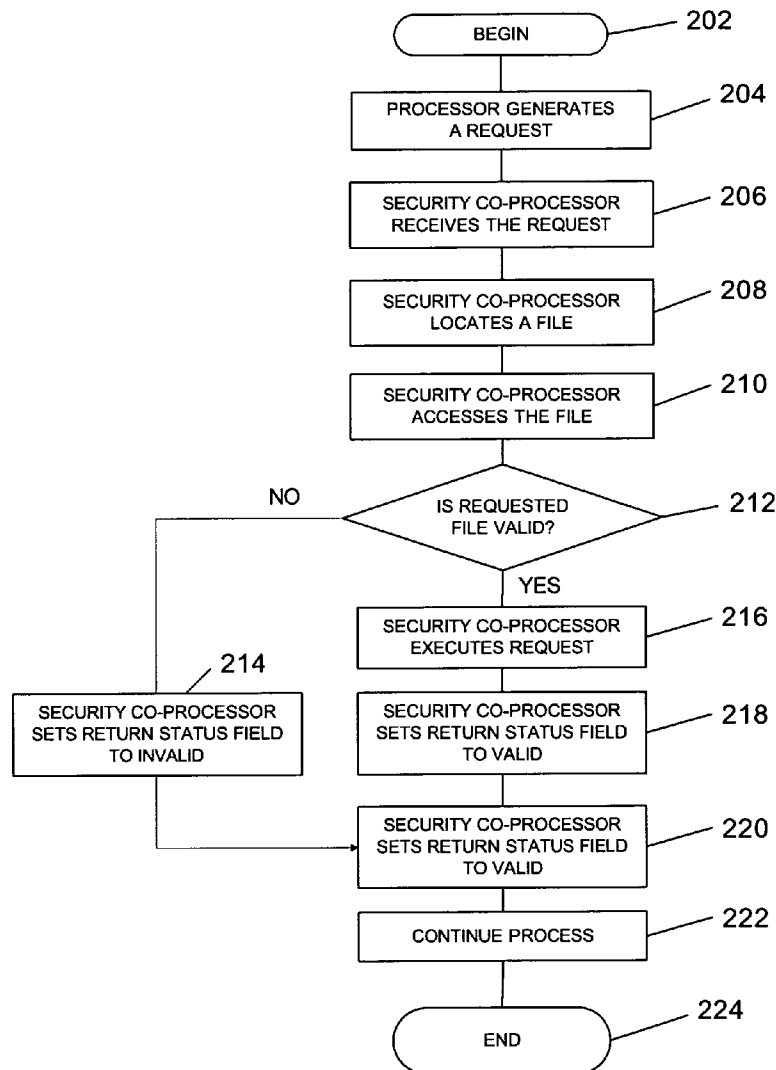 BEGIN
202
PROCESSOR GENERATES
A REQUEST
204
SECURITY CO-PROCESSOR
RECEIVES THE REQUEST
206
SECURITY CO-PROCESSOR
LOCATES A FILE
208
SECURITY CO-PROCESSOR
ACCESSES THE FILE
210
NO
IS REQUESTED
FILE VALID?
212
YES
SECURITY CO-PROCESSOR
EXECUTES REQUEST
216
214
SECURITY CO-PROCESSOR
SETS RETURN STATUS FIELD
TO INVALID
SECURITY CO-PROCESSOR
SETS RETURN STATUS FIELD
TO VALID
218
SECURITY CO-PROCESSOR
SETS RETURN STATUS FIELD
TO VALID
220
CONTINUE PROCESS
222
END
224